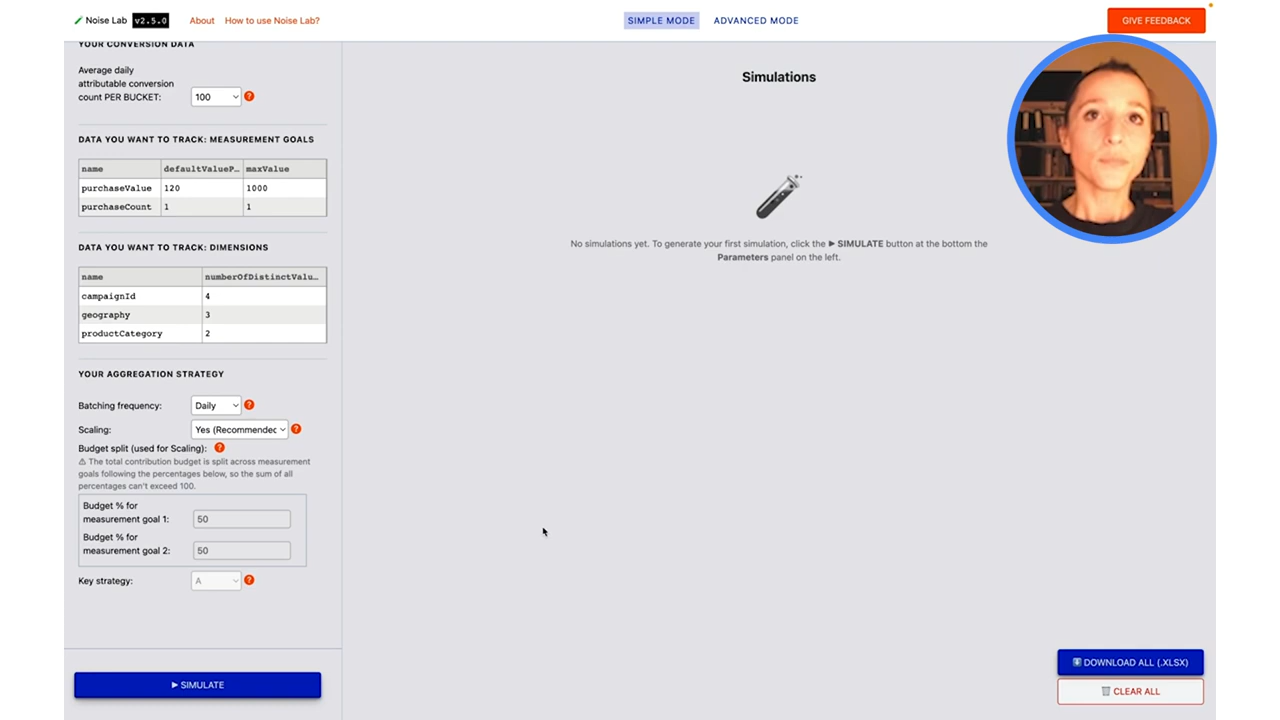 Noise Lab v2.5.0 About How to use Noise Lab? SIMPLE MODE ADVANCED MODE GIVE FEEDBACK
YOUR CONVERSION DATA
Average daily
attributable conversion
count PER BUCKET: 100 ?
DATA YOU WANT TO TRACK: MEASUREMENT GOALS
name defaultValueP… maxValue
purchaseValue 120 1000
purchaseCount 1 1
DATA YOU WANT TO TRACK: DIMENSIONS
name numberOfDistinctValu…
campaignId 4
geography 3
productCategory 2
YOUR AGGREGATION STRATEGY
Batching frequency: Daily ?
Scaling: Yes (Recommendec ?
Budget split (used for Scaling): ?
⚠ The total contribution budget is split across measurement
goals following the percentages below, so the sum of all
percentages can't exceed 100.
Budget % for
measurement goal 1: 50
Budget % for
measurement goal 2: 50
Key strategy: A ?
▶ SIMULATE
Simulations
No simulations yet. To generate your first simulation, click the ▶ SIMULATE button at the bottom the
Parameters panel on the left.
DOWNLOAD ALL (.XLSX)
CLEAR ALL